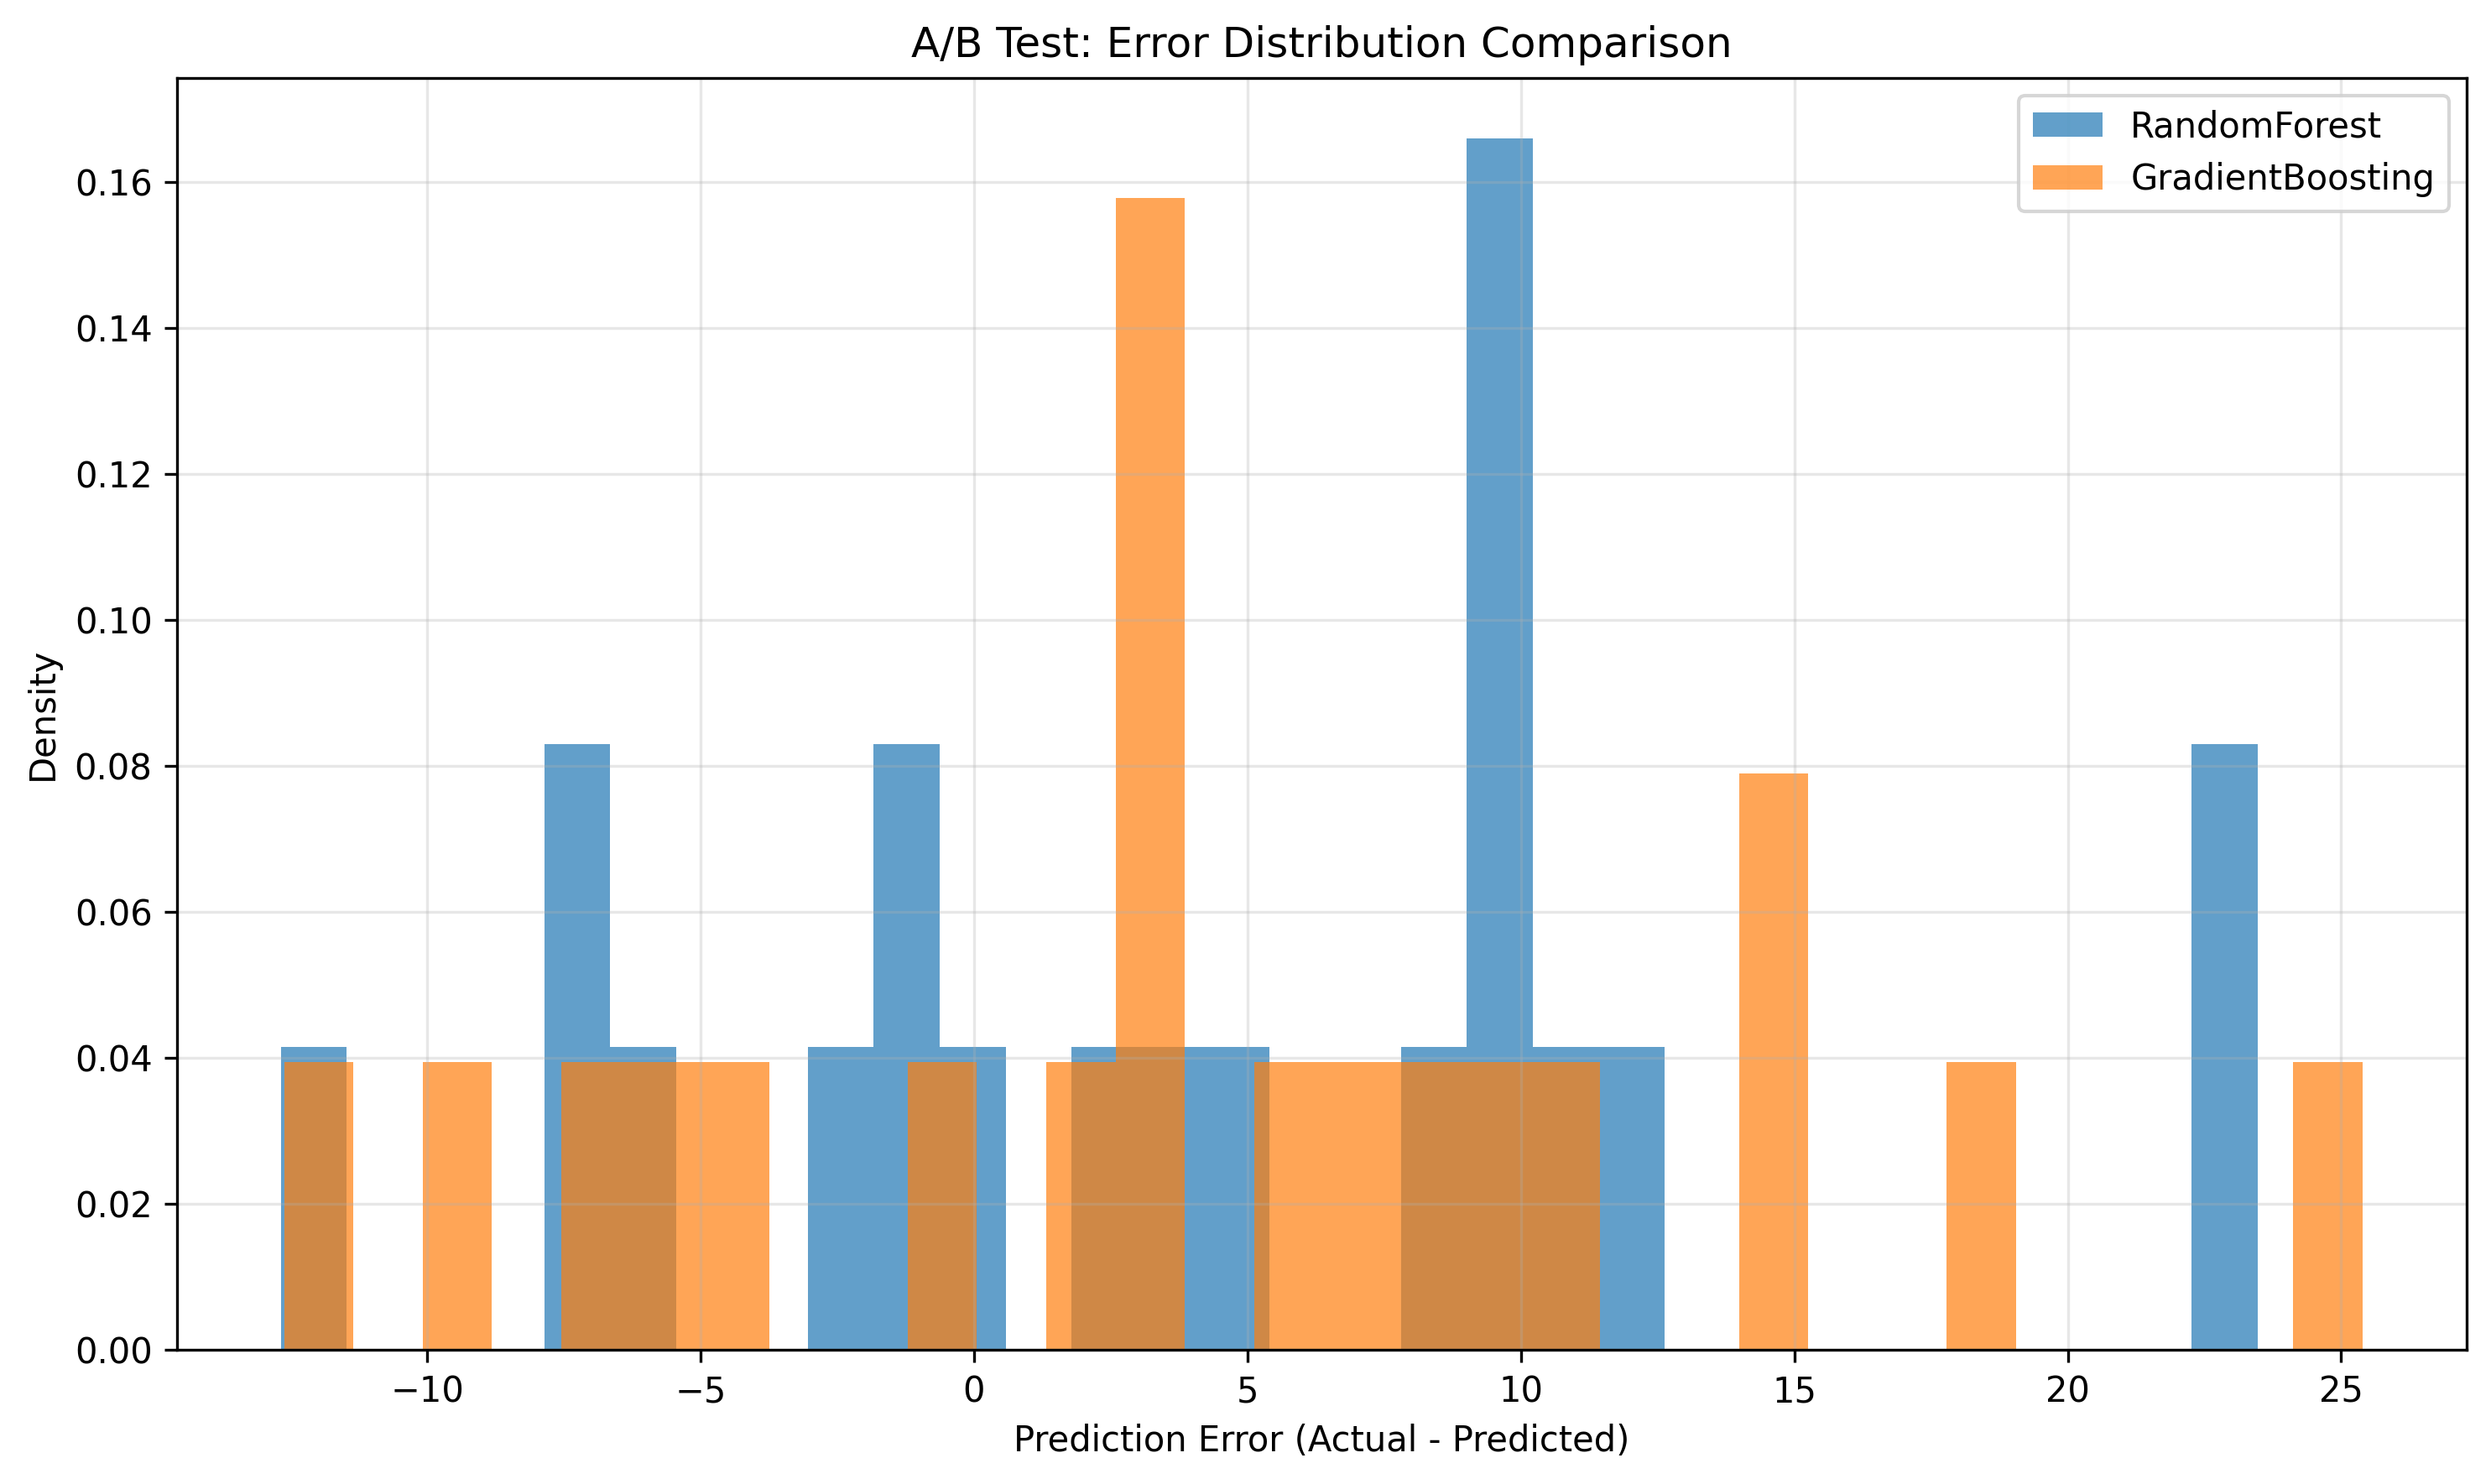 A/B Test: Error Distribution Comparison
RandomForest
GradientBoosting
Density
0.16
0.14
0.12
0.10
0.08
0.06
0.04
0.02
0.00
−10 −5 0 5 10 15 20 25
Prediction Error (Actual - Predicted)